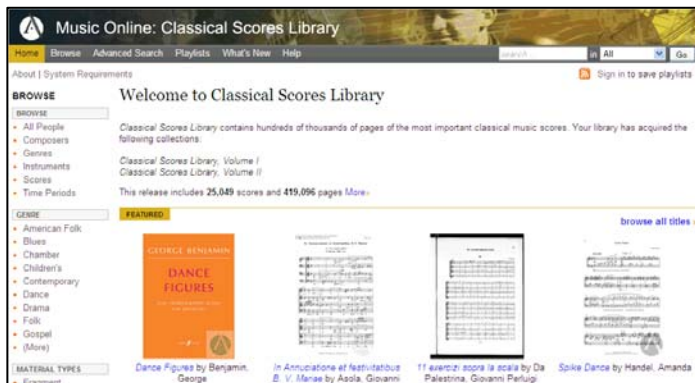 Music Online: Classical Scores Library
Home Browse Advanced Search Playlists What's New Help
search... in All Go
About | System Requirements
Sign in to save playlists
BROWSE
Welcome to Classical Scores Library
BROWSE
All People
Composers
Genres
Instruments
Scores
Time Periods
Classical Scores Library contains hundreds of thousands of pages of the most important classical music scores. Your library has acquired the
following collections:
Classical Scores Library, Volume I
Classical Scores Library, Volume II
This release includes 25,049 scores and 419,096 pages More»
GENRE
American Folk
Blues
Chamber
Children's
Contemporary
Dance
Drama
Folk
Gospel
(More)
MATERIAL TYPES
Fragment
FEATURED
browse all titles
GEORGE BENJAMIN
DANCE
FIGURES
Dance Figures by Benjamin,
George
In Annuciatione et festivitatibus
B. V. Mariae by Asola, Giovanni
11 esercizi sopra la scala by Da
Palestrina, Giovanni Perluigi
Spike Dance by Handel, Amanda